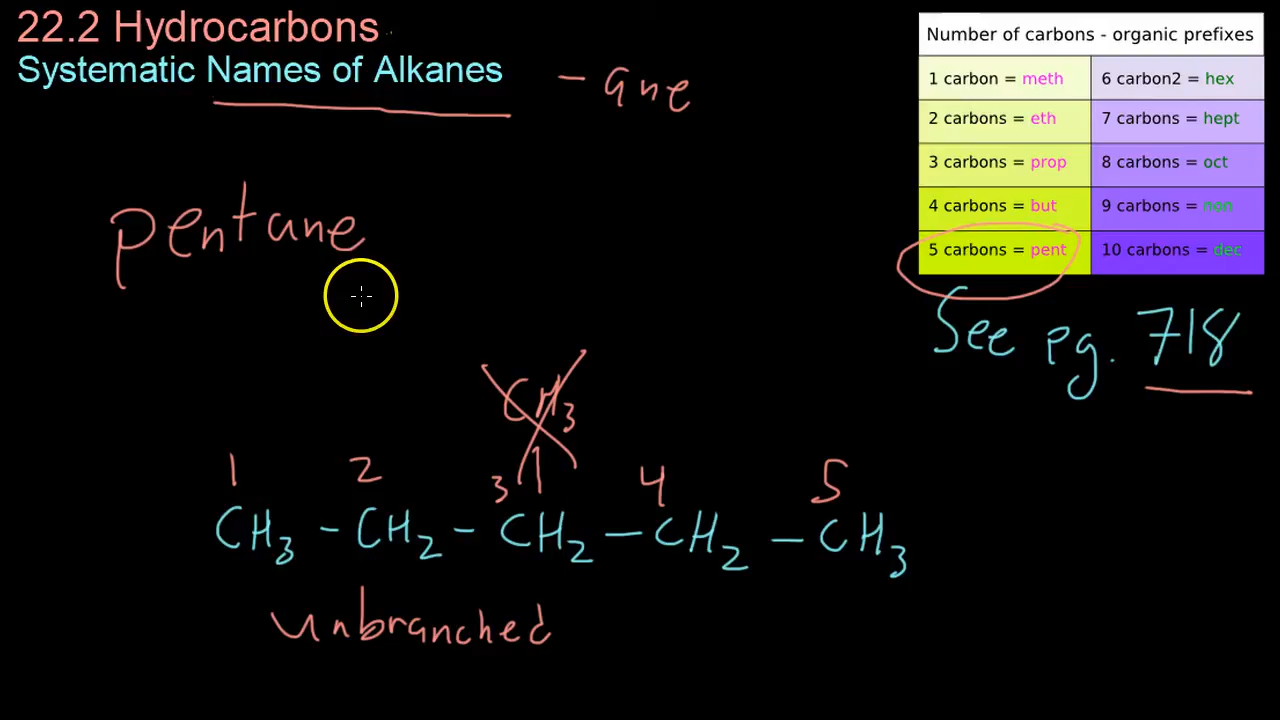 22.2 Hydrocarbons
Systematic Names of Alkanes
- ane
Number of carbons - organic prefixes
1 carbon = meth
6 carbon2 = hex
2 carbons = eth
7 carbons = hept
3 carbons = prop
8 carbons = oct
4 carbons = but
9 carbons = non
5 carbons = pent
10 carbons = dec
See pg. 718
pentane
CH3
1 2 3 4 5
CH3 - CH2 - CH2 - CH2 - CH3
unbranched